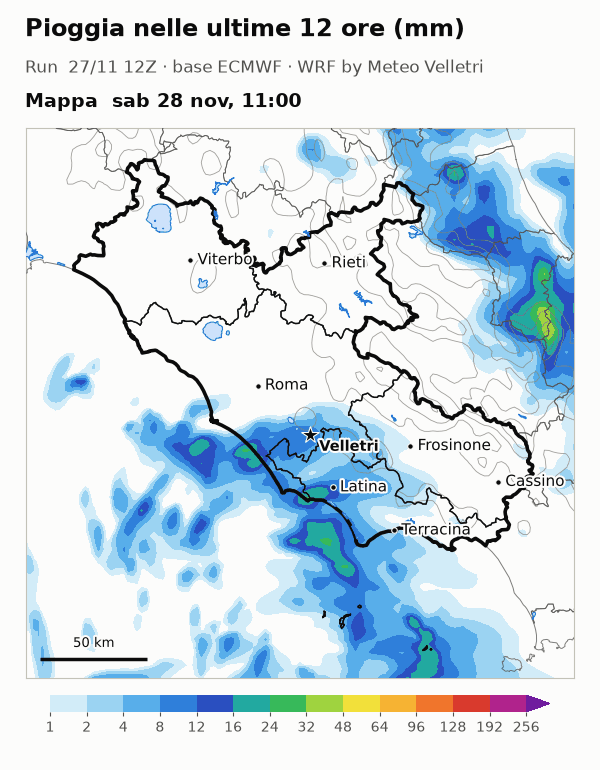 Pioggia nelle ultime 12 ore (mm)
Run  27/11 12Z · base ECMWF · WRF by Meteo Velletri
Mappa  sab 28 nov, 11:00
Viterbo
Rieti
Roma
Velletri
Frosinone
Latina
Cassino
Terracina
50 km
1 2 4 8 12 16 24 32 48 64 96 128 192 256